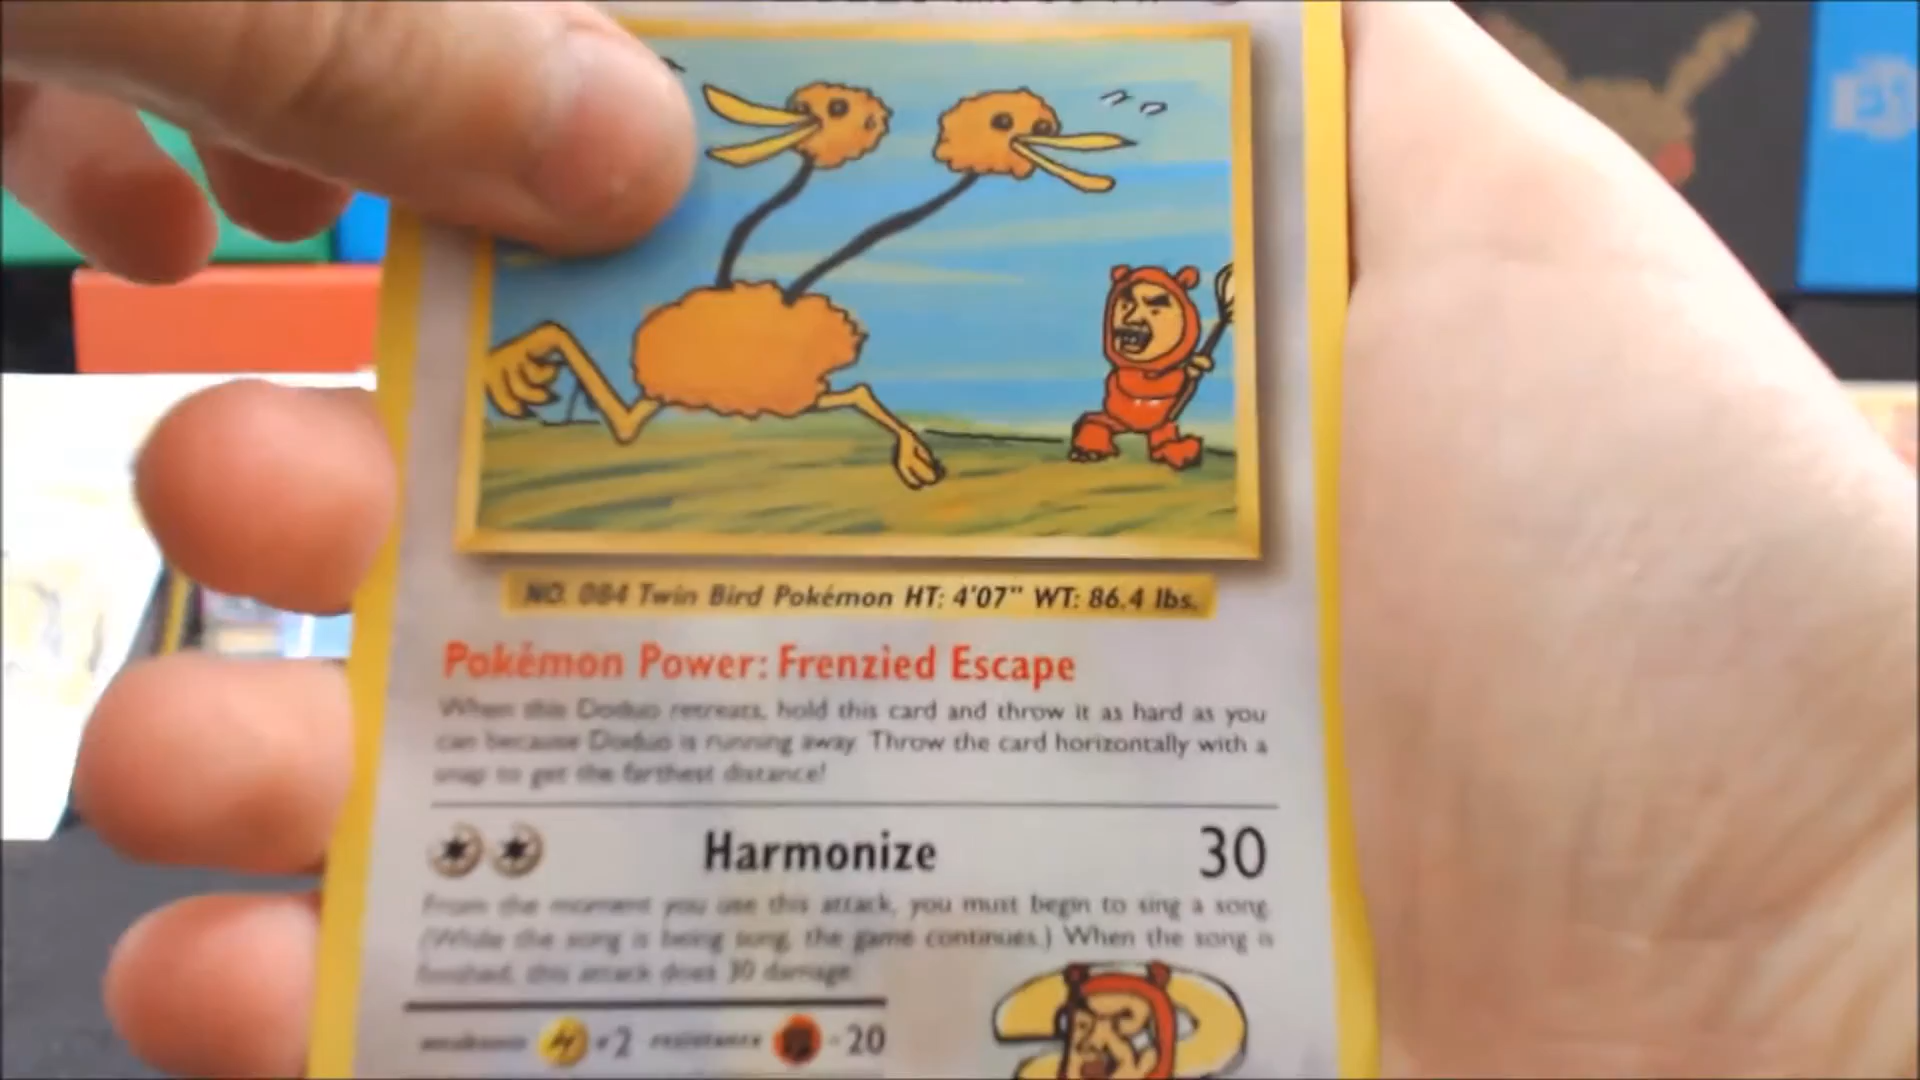 NO. 084 Twin Bird Pokémon HT: 4'07" WT: 86.4 lbs.
Pokémon Power: Frenzied Escape
When this Doduo retreats, hold this card and throw it as hard as you
can because Doduo is running away. Throw the card horizontally with a
snap to get the farthest distance!
Harmonize 30
From the moment you use this attack, you must begin to sing a song.
(While the song is being sung, the game continues.) When the song is
finished, this attack does 30 damage.
weakness ×2 resistance -20